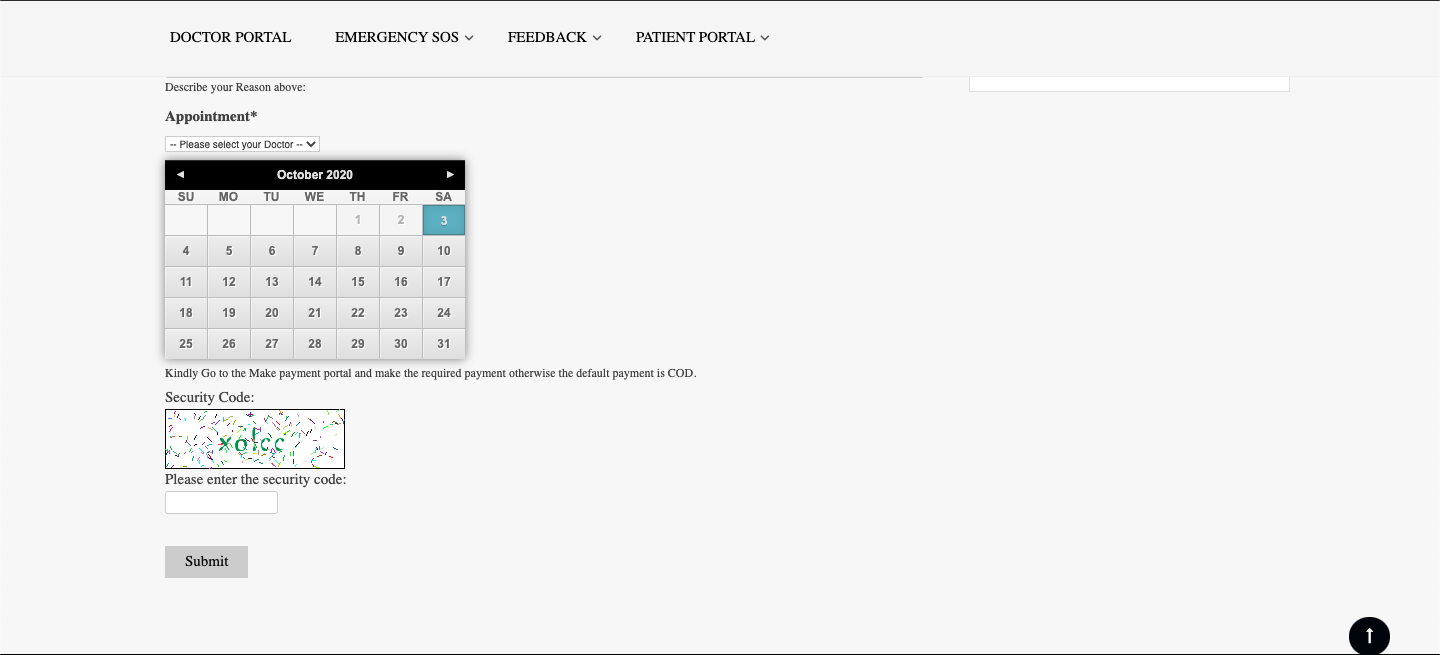 DOCTOR PORTAL EMERGENCY SOS FEEDBACK PATIENT PORTAL
Describe your Reason above:
Appointment*
-- Please select your Doctor --
October 2020
SU MO TU WE TH FR SA
1 2 3
4 5 6 7 8 9 10
11 12 13 14 15 16 17
18 19 20 21 22 23 24
25 26 27 28 29 30 31
Kindly Go to the Make payment portal and make the required payment otherwise the default payment is COD.
Security Code:
xolcc
Please enter the security code:
Submit